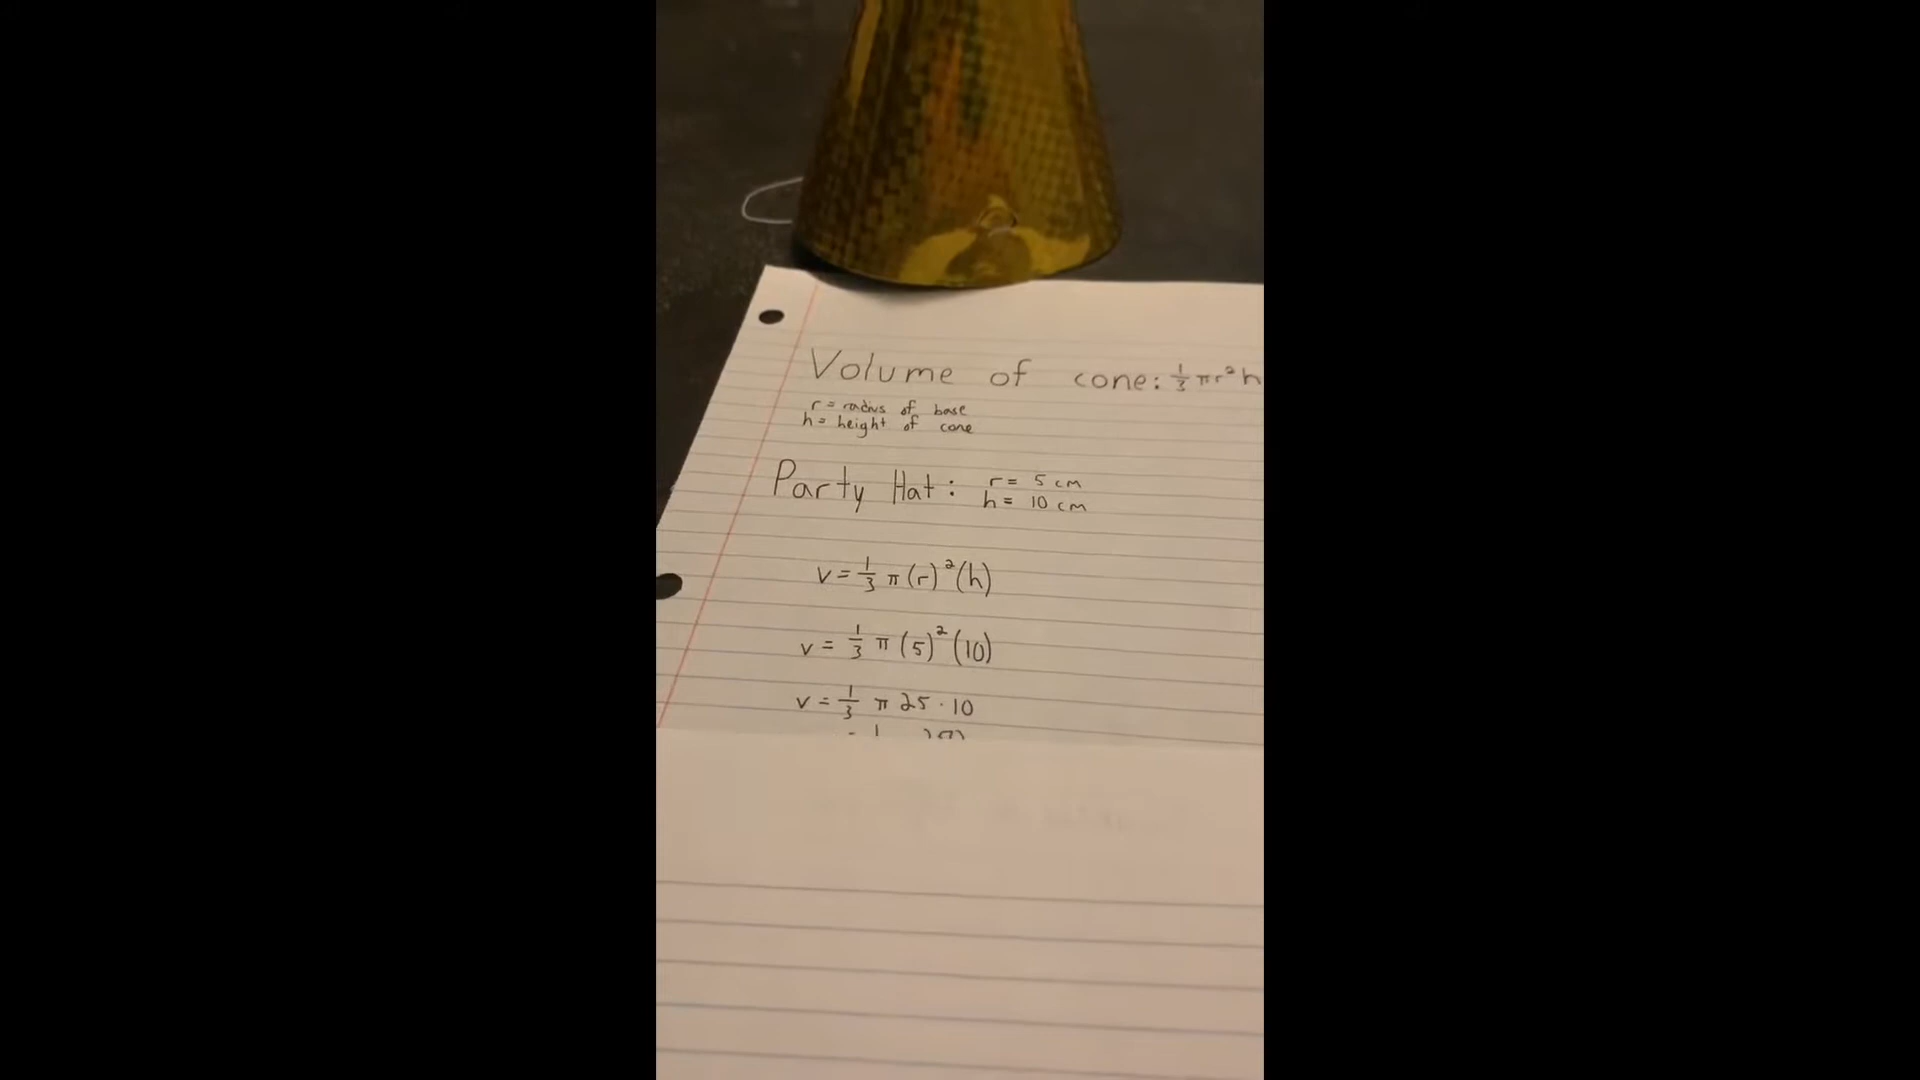 Volume of cone: 1/3 πr²h
r = radius of base
h = height of cone
Party Hat: r = 5 cm
h = 10 cm
v = 1/3 π (r)²(h)
v = 1/3 π (5)²(10)
v = 1/3 π 25 · 10